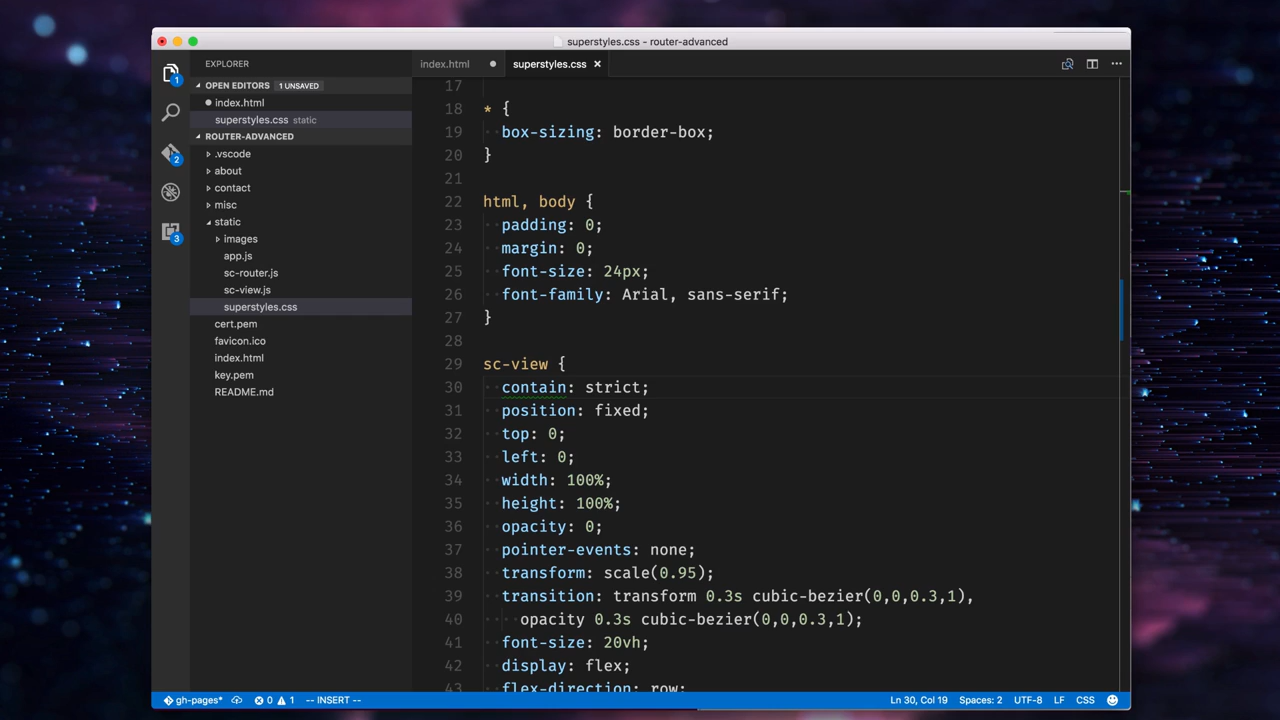 superstyles.css - router-advanced
EXPLORER
OPEN EDITORS 1 UNSAVED
index.html
superstyles.css static
ROUTER-ADVANCED
.vscode
about
contact
misc
static
images
app.js
sc-router.js
sc-view.js
superstyles.css
cert.pem
favicon.ico
index.html
key.pem
README.md
1
2
3
index.html
superstyles.css
17
18 * {
19 box-sizing: border-box;
20 }
21
22 html, body {
23 padding: 0;
24 margin: 0;
25 font-size: 24px;
26 font-family: Arial, sans-serif;
27 }
28
29 sc-view {
30 contain: strict;
31 position: fixed;
32 top: 0;
33 left: 0;
34 width: 100%;
35 height: 100%;
36 opacity: 0;
37 pointer-events: none;
38 transform: scale(0.95);
39 transition: transform 0.3s cubic-bezier(0,0,0.3,1),
40 opacity 0.3s cubic-bezier(0,0,0.3,1);
41 font-size: 20vh;
42 display: flex;
43 flex-direction: row;
gh-pages* 0 1 -- INSERT -- Ln 30, Col 19 Spaces: 2 UTF-8 LF CSS